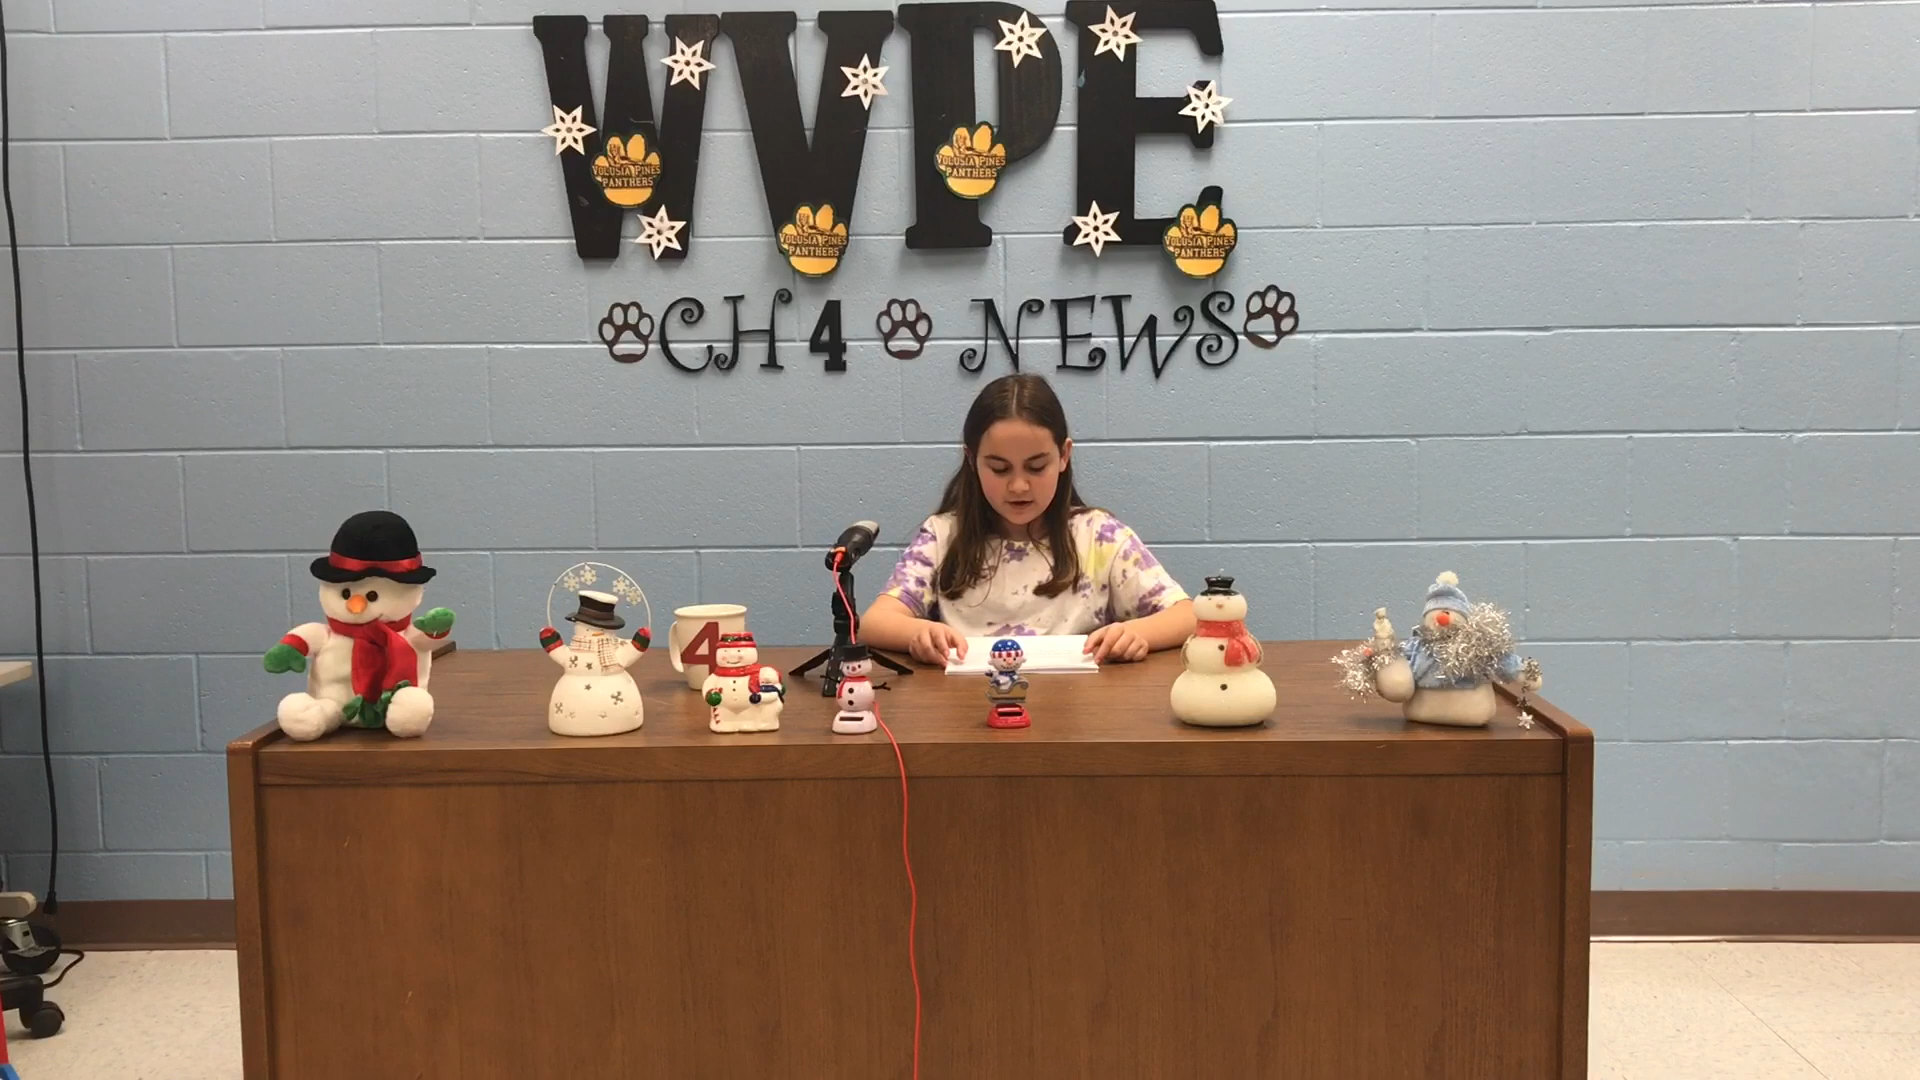 WVPE
VOLUSIA PINES
PANTHERS
VOLUSIA PINES
PANTHERS
VOLUSIA PINES
PANTHERS
VOLUSIA PINES
PANTHERS
CH 4 NEWS
4